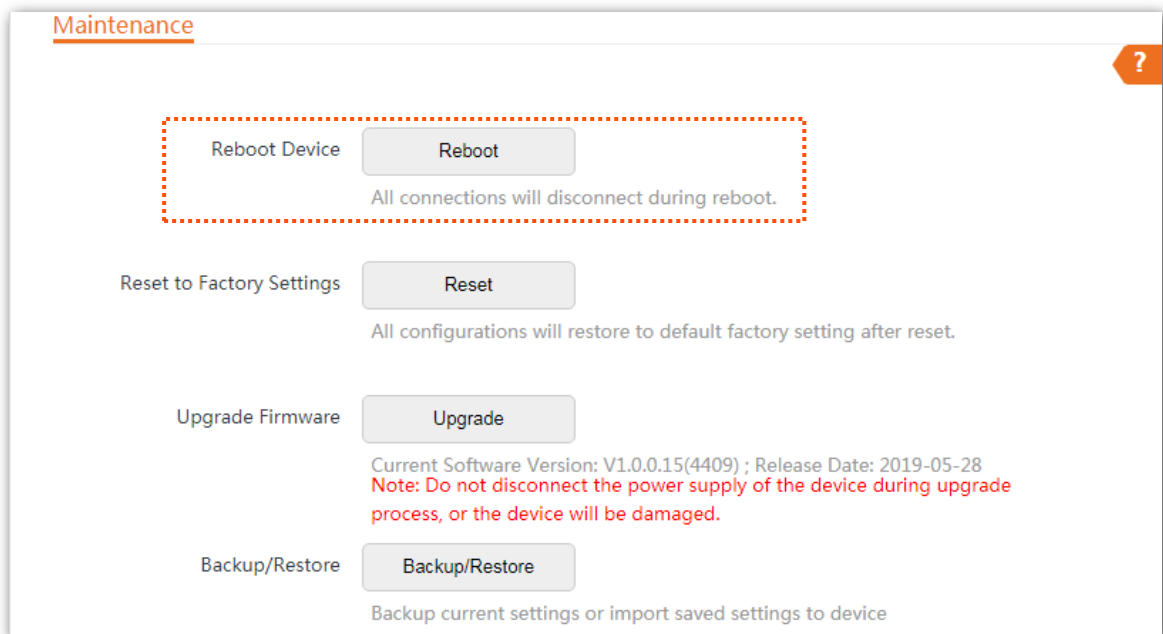 Maintenance
?
Reboot Device Reboot
All connections will disconnect during reboot.
Reset to Factory Settings Reset
All configurations will restore to default factory setting after reset.
Upgrade Firmware Upgrade
Current Software Version: V1.0.0.15(4409) ; Release Date: 2019-05-28
Note: Do not disconnect the power supply of the device during upgrade
process, or the device will be damaged.
Backup/Restore Backup/Restore
Backup current settings or import saved settings to device